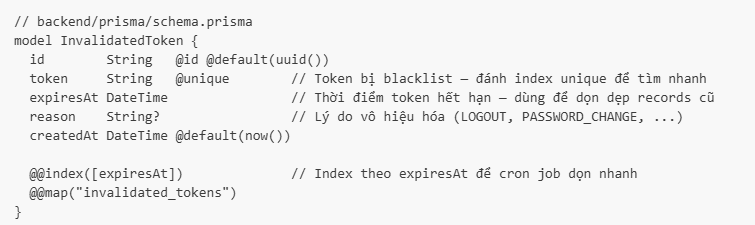 // backend/prisma/schema.prisma
model InvalidatedToken {
  id        String   @id @default(uuid())
  token     String   @unique        // Token bị blacklist — đánh index unique để tìm nhanh
  expiresAt DateTime                // Thời điểm token hết hạn — dùng để dọn dẹp records cũ
  reason    String?                 // Lý do vô hiệu hóa (LOGOUT, PASSWORD_CHANGE, ...)
  createdAt DateTime @default(now())

  @@index([expiresAt])              // Index theo expiresAt để cron job dọn nhanh
  @@map("invalidated_tokens")
}